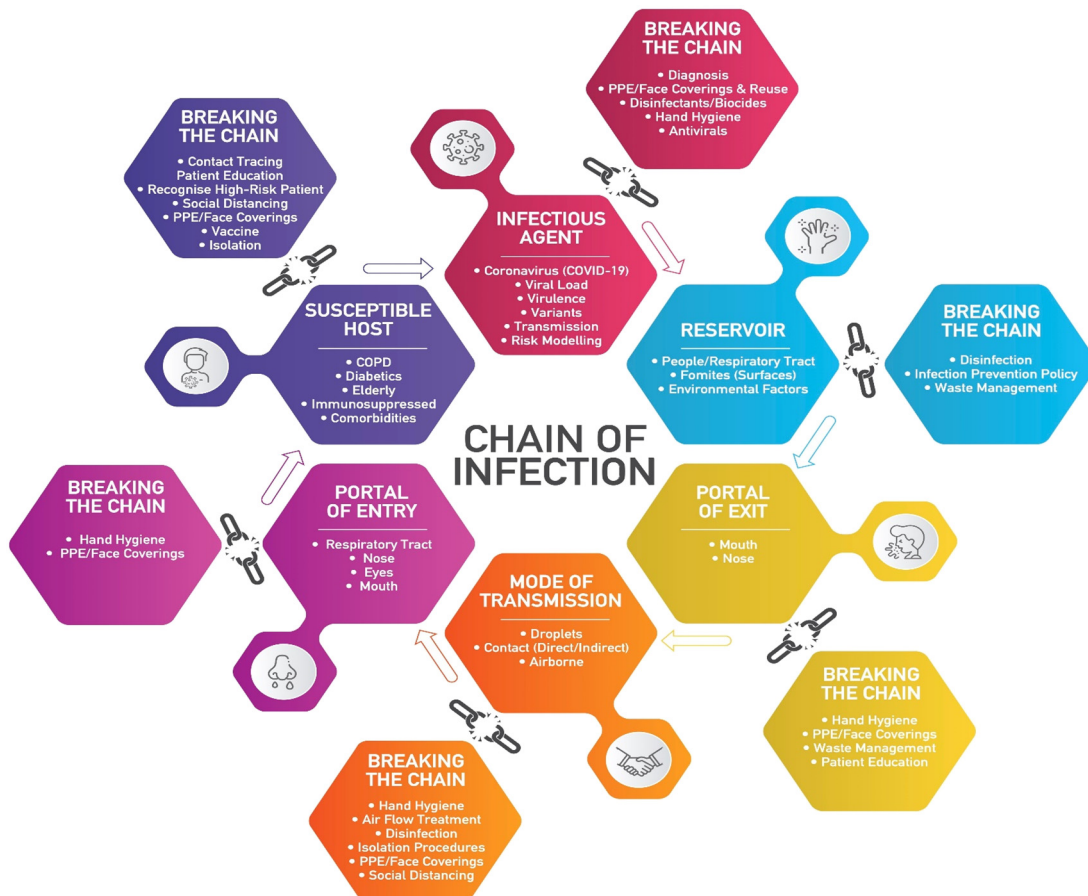 CHAIN OF
INFECTION
INFECTIOUS
AGENT
• Coronavirus (COVID-19)
• Viral Load
• Virulence
• Variants
• Transmission
• Risk Modelling
BREAKING
THE CHAIN
• Diagnosis
• PPE/Face Coverings & Reuse
• Disinfectants/Biocides
• Hand Hygiene
• Antivirals
RESERVOIR
• People/Respiratory Tract
• Fomites (Surfaces)
• Environmental Factors
BREAKING
THE CHAIN
• Disinfection
• Infection Prevention Policy
• Waste Management
PORTAL
OF EXIT
• Mouth
• Nose
BREAKING
THE CHAIN
• Hand Hygiene
• PPE/Face Coverings
• Waste Management
• Patient Education
MODE OF
TRANSMISSION
• Droplets
• Contact (Direct/Indirect)
• Airborne
BREAKING
THE CHAIN
• Hand Hygiene
• Air Flow Treatment
• Disinfection
• Isolation Procedures
• PPE/Face Coverings
• Social Distancing
PORTAL
OF ENTRY
• Respiratory Tract
• Nose
• Eyes
• Mouth
BREAKING
THE CHAIN
• Hand Hygiene
• PPE/Face Coverings
SUSCEPTIBLE
HOST
• COPD
• Diabetics
• Elderly
• Immunosuppressed
• Comorbidities
BREAKING
THE CHAIN
• Contact Tracing
Patient Education
• Recognise High-Risk Patient
• Social Distancing
• PPE/Face Coverings
• Vaccine
• Isolation